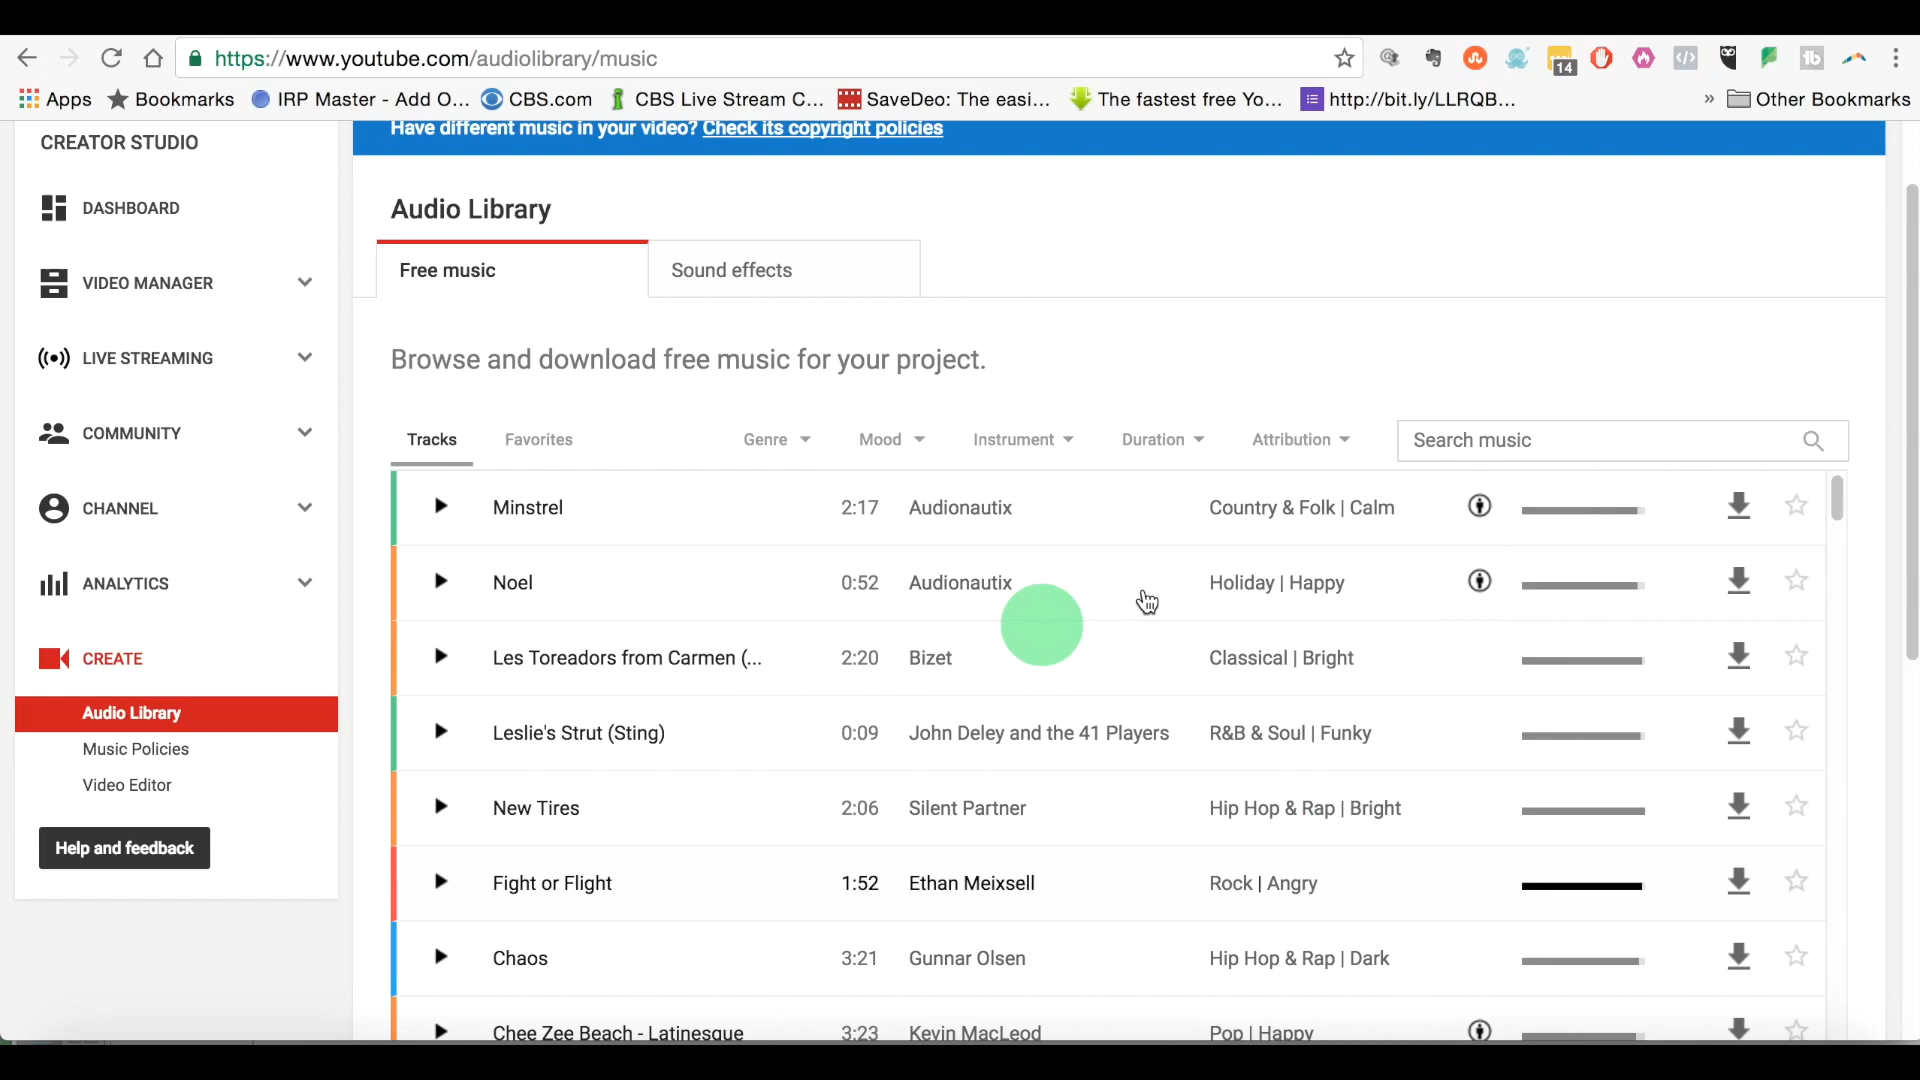 https://www.youtube.com/audiolibrary/music
14
Apps Bookmarks IRP Master - Add O... CBS.com CBS Live Stream C... SaveDeo: The easi... The fastest free Yo... http://bit.ly/LLRQB... » Other Bookmarks
CREATOR STUDIO
DASHBOARD
VIDEO MANAGER
LIVE STREAMING
COMMUNITY
CHANNEL
ANALYTICS
CREATE
Audio Library
Music Policies
Video Editor
Help and feedback
Have different music in your video? Check its copyright policies
Audio Library
Free music Sound effects
Browse and download free music for your project.
Tracks Favorites Genre Mood Instrument Duration Attribution Search music
Minstrel 2:17 Audionautix Country & Folk | Calm
Noel 0:52 Audionautix Holiday | Happy
Les Toreadors from Carmen (... 2:20 Bizet Classical | Bright
Leslie's Strut (Sting) 0:09 John Deley and the 41 Players R&B & Soul | Funky
New Tires 2:06 Silent Partner Hip Hop & Rap | Bright
Fight or Flight 1:52 Ethan Meixsell Rock | Angry
Chaos 3:21 Gunnar Olsen Hip Hop & Rap | Dark
Chee Zee Beach - Latinesque 3:23 Kevin MacLeod Pop | Happy